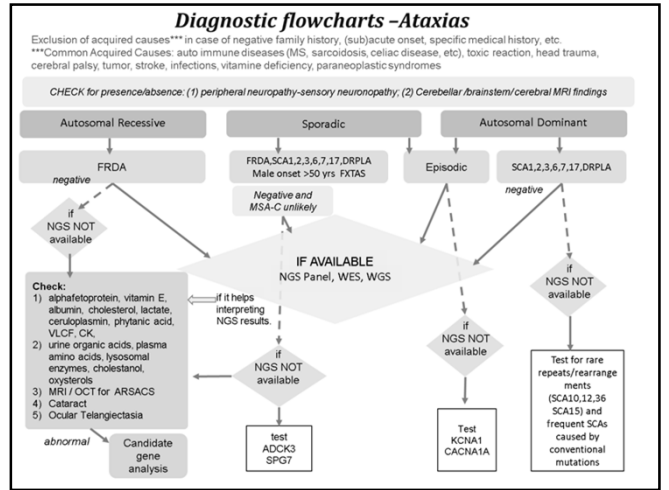 Diagnostic flowcharts –Ataxias
Exclusion of acquired causes*** in case of negative family history, (sub)acute onset, specific medical history, etc.
***Common Acquired Causes: auto immune diseases (MS, sarcoidosis, celiac disease, etc), toxic reaction, head trauma,
cerebral palsy, tumor, stroke, infections, vitamine deficiency, paraneoplastic syndromes
CHECK for presence/absence: (1) peripheral neuropathy-sensory neuronopathy; (2) Cerebellar /brainstem/cerebral MRI findings
Autosomal Recessive
Sporadic
Autosomal Dominant
FRDA
FRDA,SCA1,2,3,6,7,17,DRPLA
Male onset >50 yrs FXTAS
Episodic
SCA1,2,3,6,7,17,DRPLA
negative
Negative and
MSA-C unlikely
negative
if
NGS NOT
available
IF AVAILABLE
NGS Panel, WES, WGS
if
NGS NOT
available
Check:
1) alphafetoprotein, vitamin E,
albumin, cholesterol, lactate,
ceruloplasmin, phytanic acid,
VLCF, CK,
2) urine organic acids, plasma
amino acids, lysosomal
enzymes, cholestanol,
oxysterols
3) MRI / OCT for ARSACS
4) Cataract
5) Ocular Telangiectasia
if it helps
interpreting
NGS results.
if
NGS NOT
available
if
NGS NOT
available
abnormal
Candidate
gene
analysis
test
ADCK3
SPG7
Test
KCNA1
CACNA1A
Test for rare
repeats/rearrange
ments
(SCA10,12,36
SCA15) and
frequent SCAs
caused by
conventional
mutations